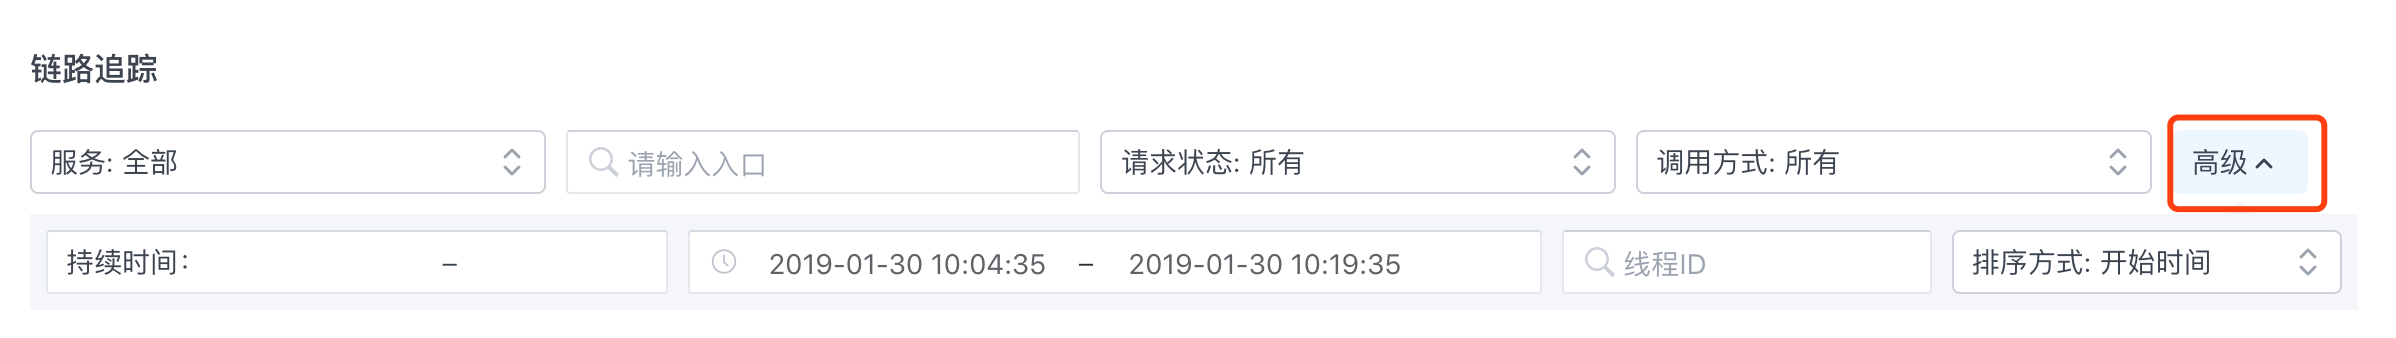 链路追踪
服务: 全部 请输入入口 请求状态: 所有 调用方式: 所有 高级
持续时间: – 2019-01-30 10:04:35 – 2019-01-30 10:19:35 线程ID 排序方式: 开始时间